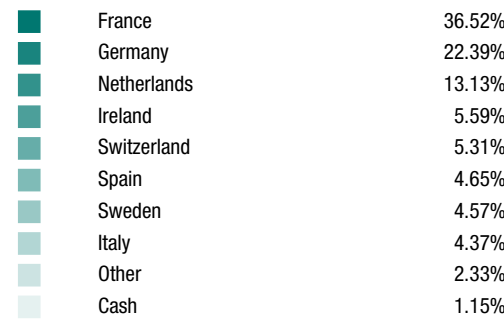 France 36.52%
Germany 22.39%
Netherlands 13.13%
Ireland 5.59%
Switzerland 5.31%
Spain 4.65%
Sweden 4.57%
Italy 4.37%
Other 2.33%
Cash 1.15%